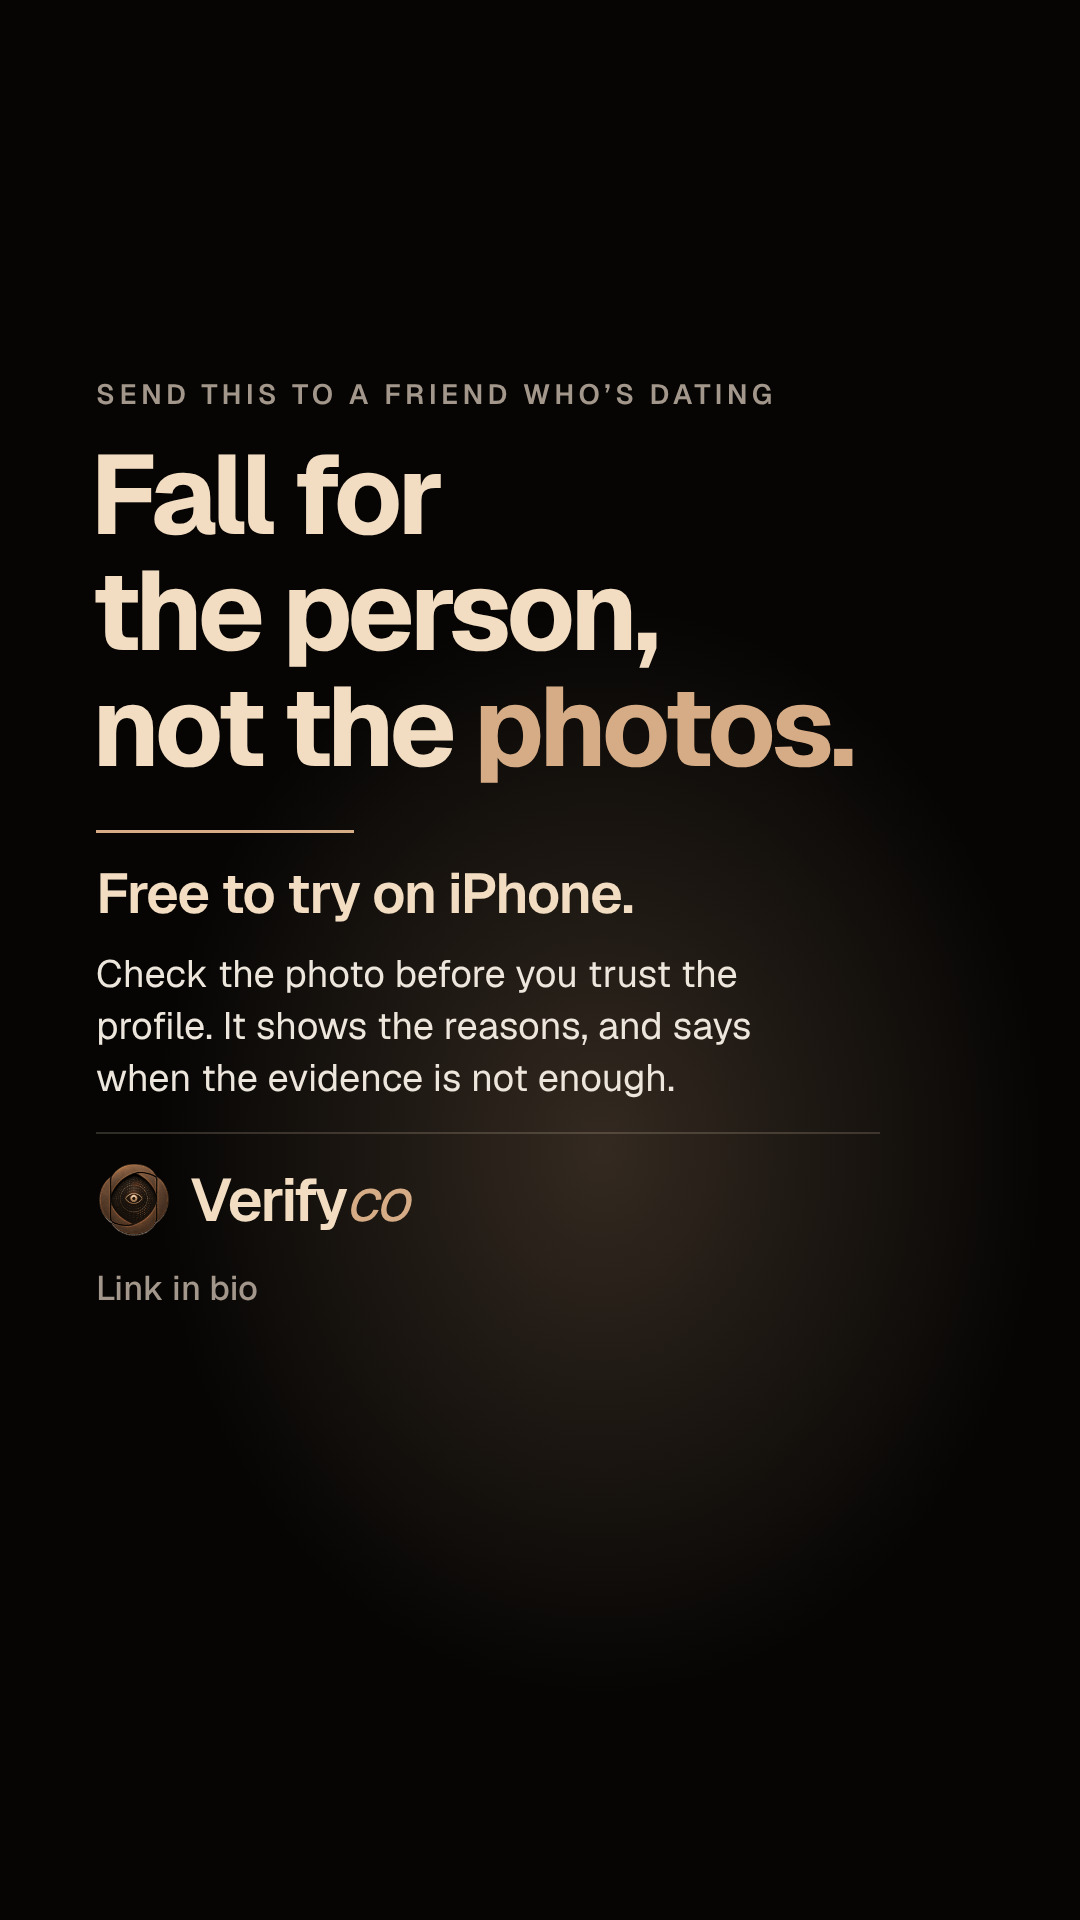 SEND THIS TO A FRIEND WHO’S DATING
Fall for
the person,
not the photos.
Free to try on iPhone.
Check the photo before you trust the
profile. It shows the reasons, and says
when the evidence is not enough.
Verifyco
Link in bio